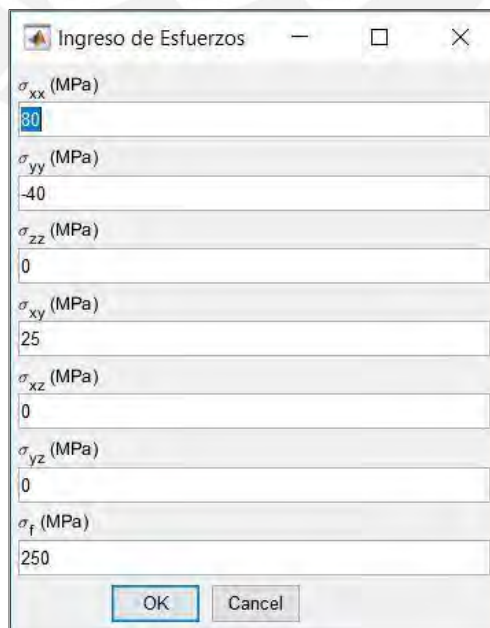 Ingreso de Esfuerzos
σxx (MPa)
80
σyy (MPa)
-40
σzz (MPa)
0
σxy (MPa)
25
σxz (MPa)
0
σyz (MPa)
0
σf (MPa)
250
OK Cancel